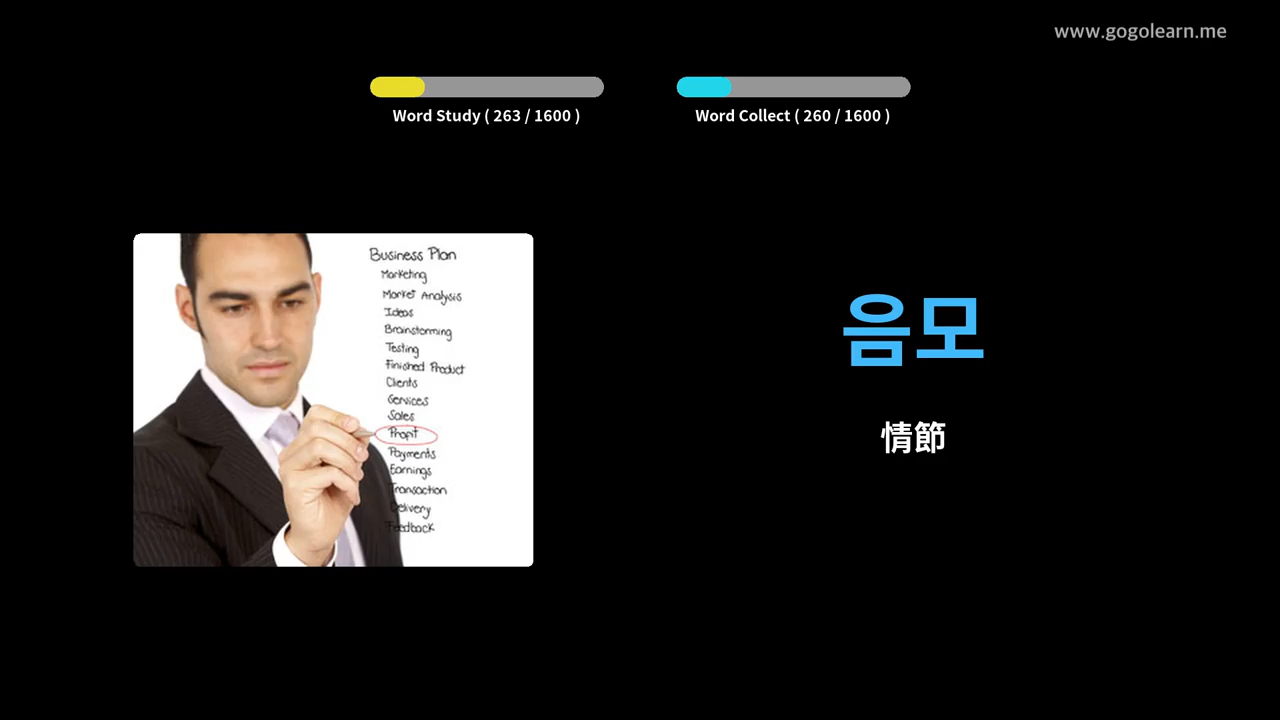 www.gogolearn.me
Word Study ( 263 / 1600 )
Word Collect ( 260 / 1600 )
Business Plan
Marketing
Market Analysis
Ideas
Brainstorming
Testing
Finished Product
Clients
Services
Sales
Profit
Payments
Earnings
Transaction
Delivery
Feedback
음모
情節